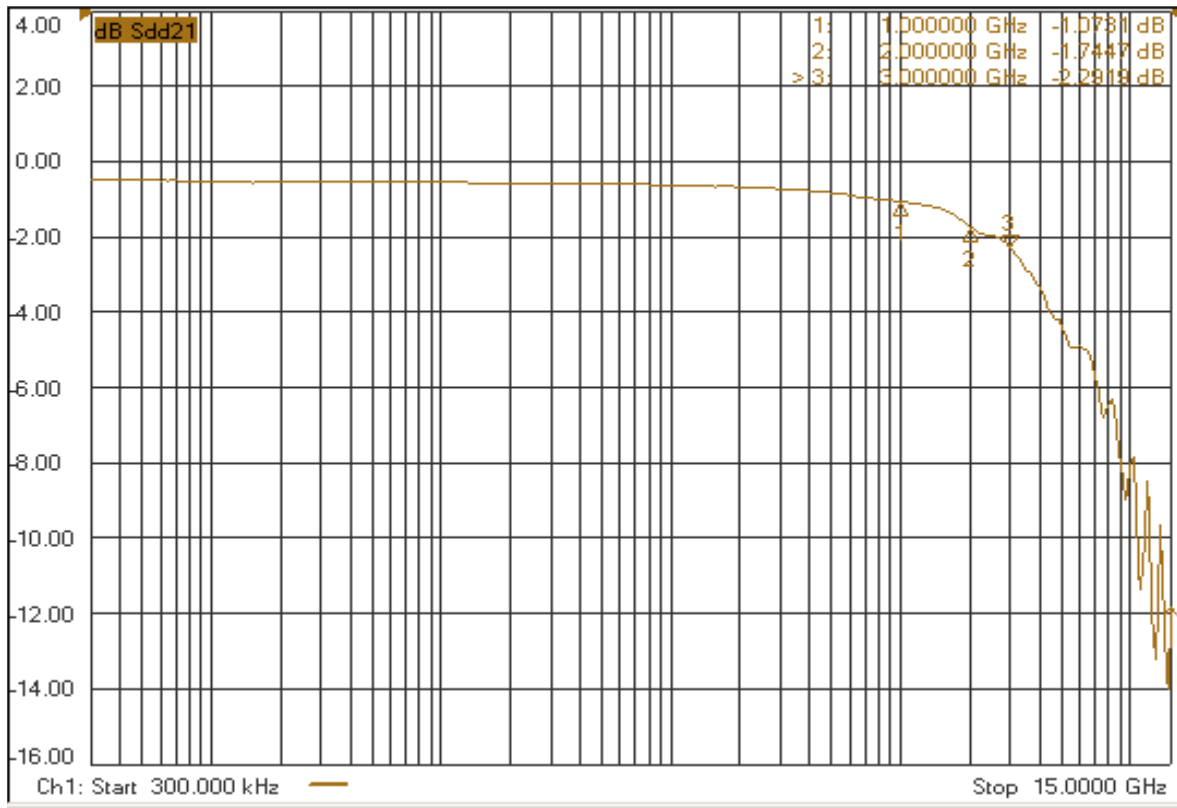 4.00
dB Sdd21
1: 1.000000 GHz -1.0731 dB
2: 2.000000 GHz -1.7447 dB
> 3: 3.000000 GHz -2.2919 dB
2.00
0.00
-2.00
1
2
3
-4.00
-6.00
-8.00
-10.00
-12.00
-14.00
-16.00
Ch1: Start 300.000 kHz Stop 15.0000 GHz